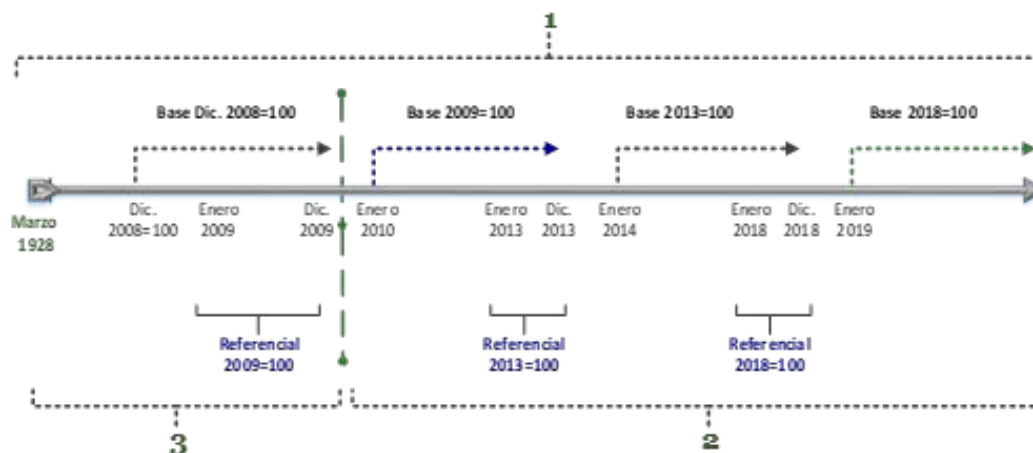 1
Base Dic. 2008=100
Base 2009=100
Base 2013=100
Base 2018=100
Marzo
1928
Dic.
2008=100
Enero
2009
Dic.
2009
Enero
2010
Enero
2013
Dic.
2013
Enero
2014
Enero
2018
Dic.
2018
Enero
2019
Referencial
2009=100
Referencial
2013=100
Referencial
2018=100
3
2